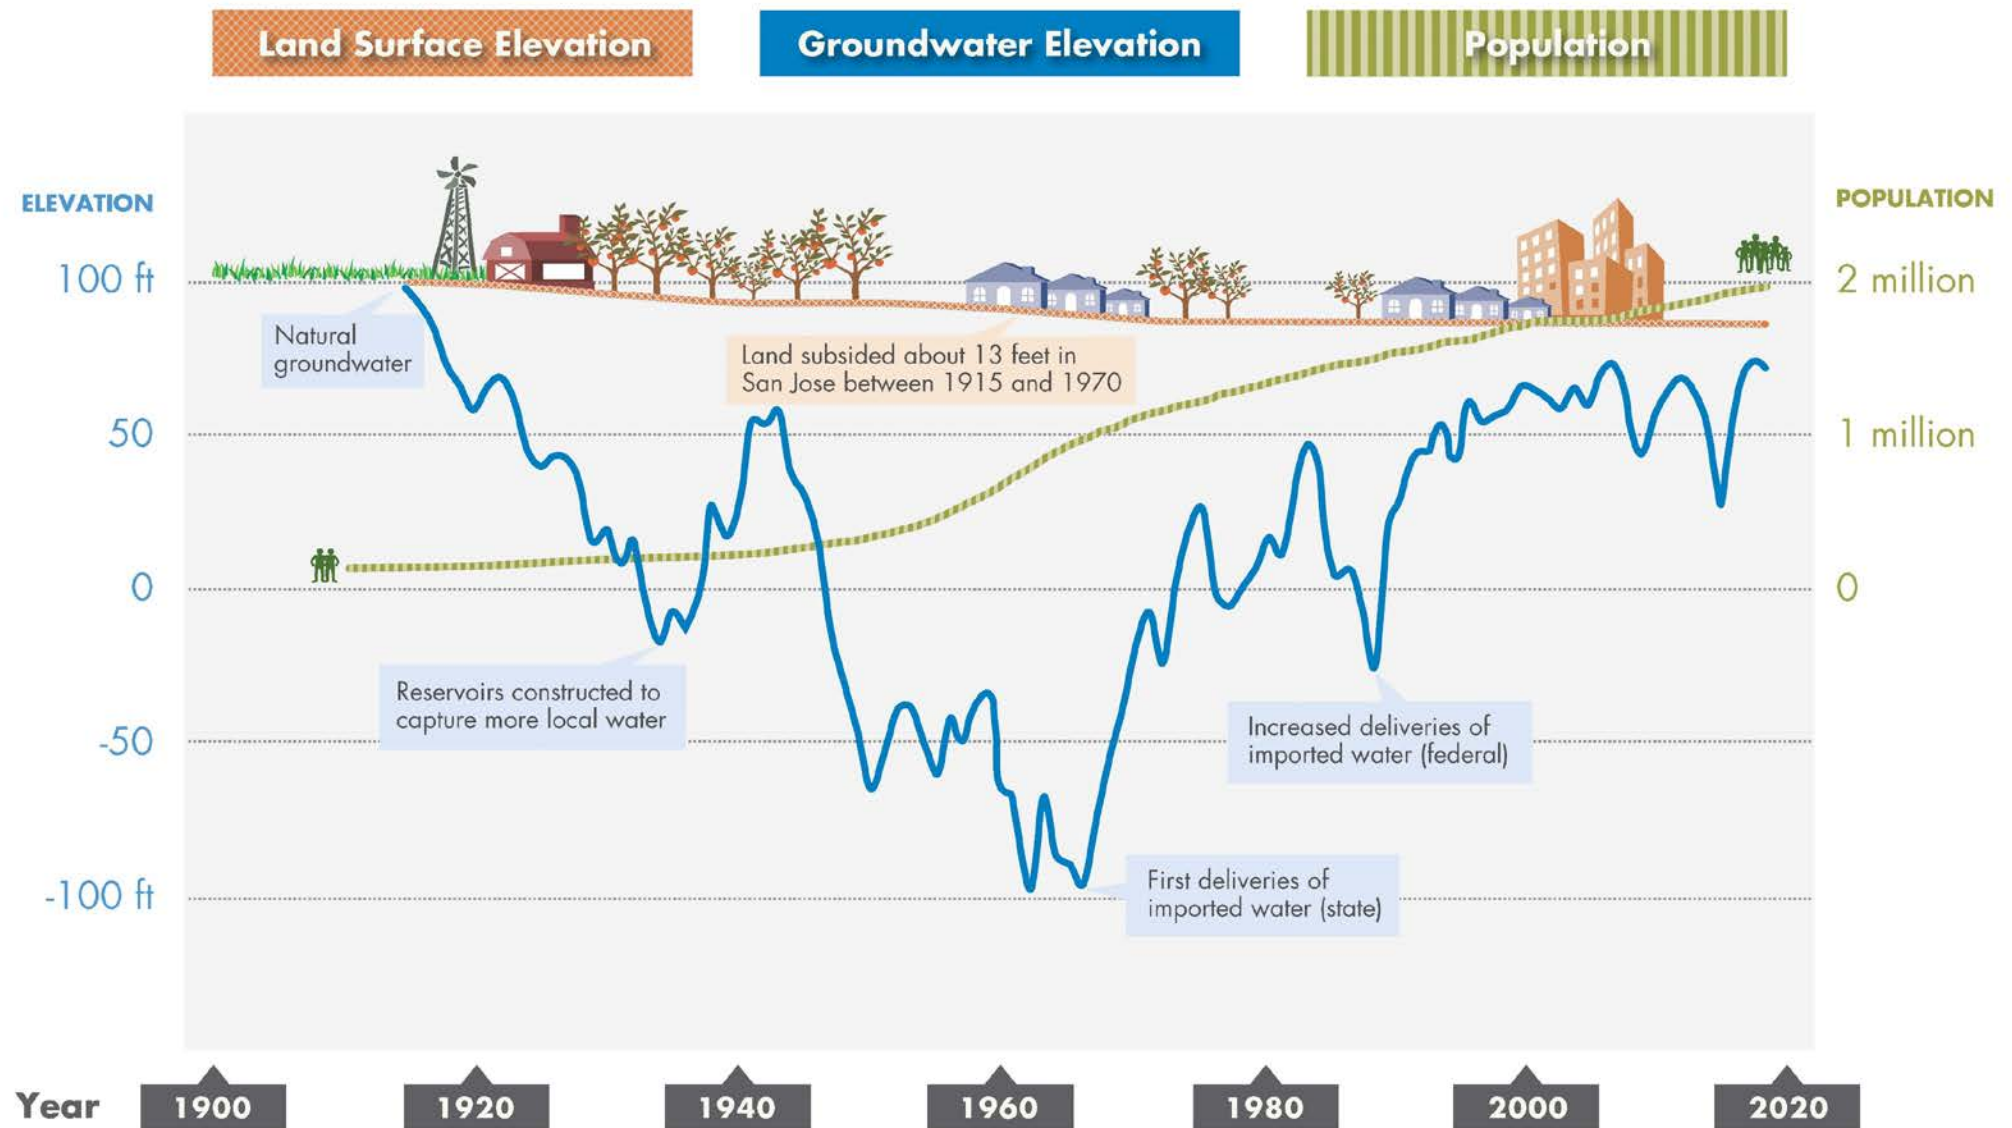 Land Surface Elevation
Groundwater Elevation
Population
ELEVATION
POPULATION
100 ft
2 million
Natural
groundwater
Land subsided about 13 feet in
San Jose between 1915 and 1970
50
1 million
0
0
Reservoirs constructed to
capture more local water
Increased deliveries of
imported water (federal)
-50
First deliveries of
imported water (state)
-100 ft
Year
1900
1920
1940
1960
1980
2000
2020